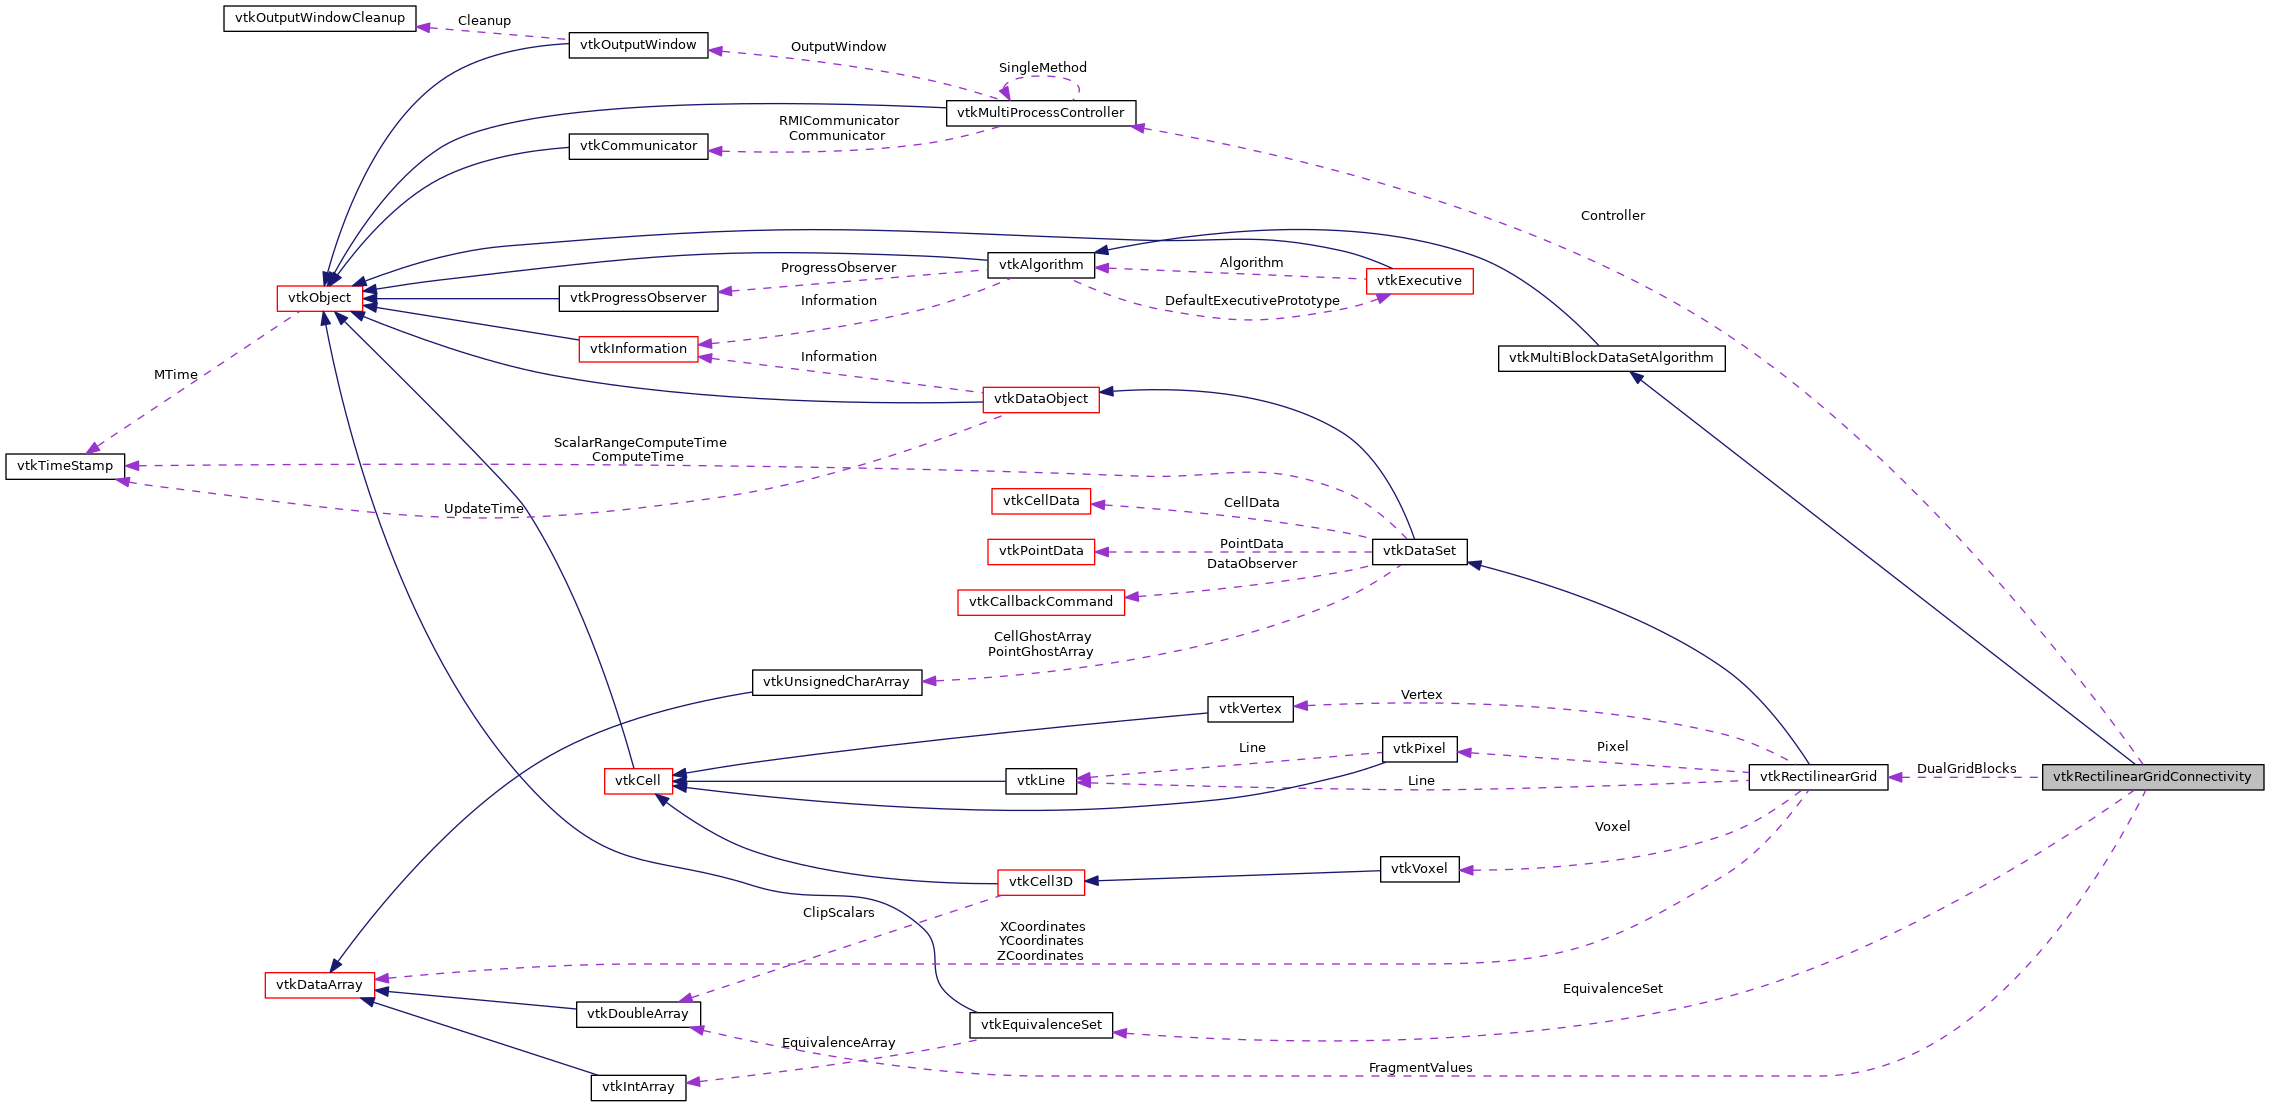 vtkOutputWindowCleanup
Cleanup
vtkOutputWindow
OutputWindow
SingleMethod
vtkMultiProcessController
RMICommunicator
Communicator
vtkCommunicator
Controller
vtkAlgorithm
ProgressObserver
Algorithm
vtkExecutive
vtkObject
vtkProgressObserver
Information
DefaultExecutivePrototype
vtkInformation
Information
vtkMultiBlockDataSetAlgorithm
MTime
vtkDataObject
ScalarRangeComputeTime
ComputeTime
vtkTimeStamp
UpdateTime
vtkCellData
CellData
vtkPointData
PointData
vtkDataSet
DataObserver
vtkCallbackCommand
CellGhostArray
PointGhostArray
vtkUnsignedCharArray
Vertex
vtkVertex
Line
vtkPixel
Pixel
vtkCell
vtkLine
Line
vtkRectilinearGrid
DualGridBlocks
vtkRectilinearGridConnectivity
Voxel
vtkCell3D
vtkVoxel
ClipScalars
XCoordinates
YCoordinates
ZCoordinates
vtkDataArray
EquivalenceSet
vtkDoubleArray
vtkEquivalenceSet
EquivalenceArray
FragmentValues
vtkIntArray